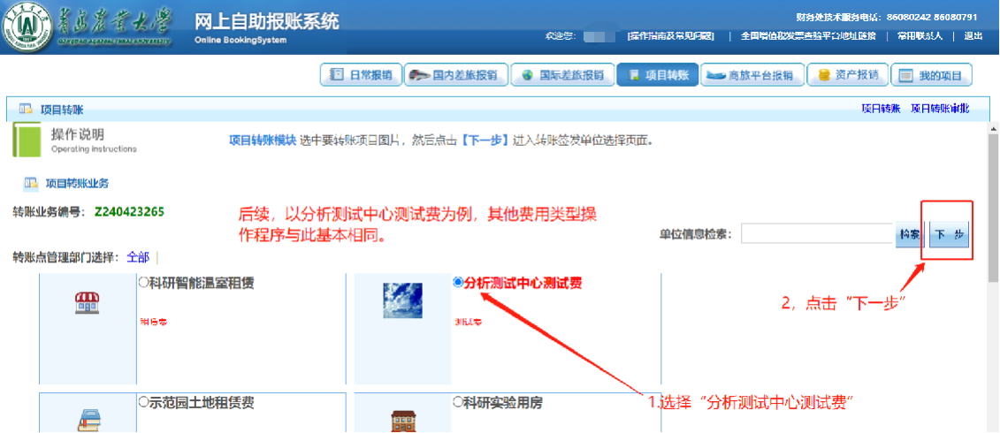 青岛农业大学
QINGDAO AGRICULTURAL UNIVERSITY
网上自助报账系统
Online BookingSystem
财务处技术服务电话：86080242 86080791
欢迎您： [操作指南及常见问题] | 全国增值税发票查验平台地址链接 | 常用联系人 | 退出
日常报销 国内差旅报销 国际差旅报销 项目转账 商旅平台报销 资产报销 我的项目
项目转账 项目转账 项目转账审批
操作说明
Operating instructions
项目转账模块 选中要转账项目图片，然后点击【下一步】进入转账签发单位选择页面。
项目转账业务
转账业务编号： Z240423265
后续，以分析测试中心测试费为例，其他费用类型操
作程序与此基本相同。
单位信息检索： 检索 下一步
转账点管理部门选择： 全部 |
科研智能温室租赁
分析测试中心测试费
测试费
2，点击“下一步”
示范园土地租赁费
科研实验用房
1.选择“分析测试中心测试费”